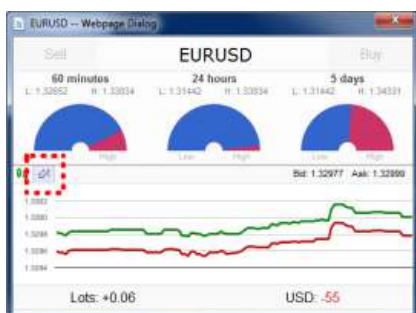 EURUSD -- Webpage Dialog
Sell EURUSD Buy
60 minutes 24 hours 5 days
L: 1.32852 H: 1.33034 L: 1.31442 H: 1.33034 L: 1.31442 H: 1.34331
High Low High Low High
Bid: 1.32977 Ask: 1.32999
Lots: +0.06 USD: -55